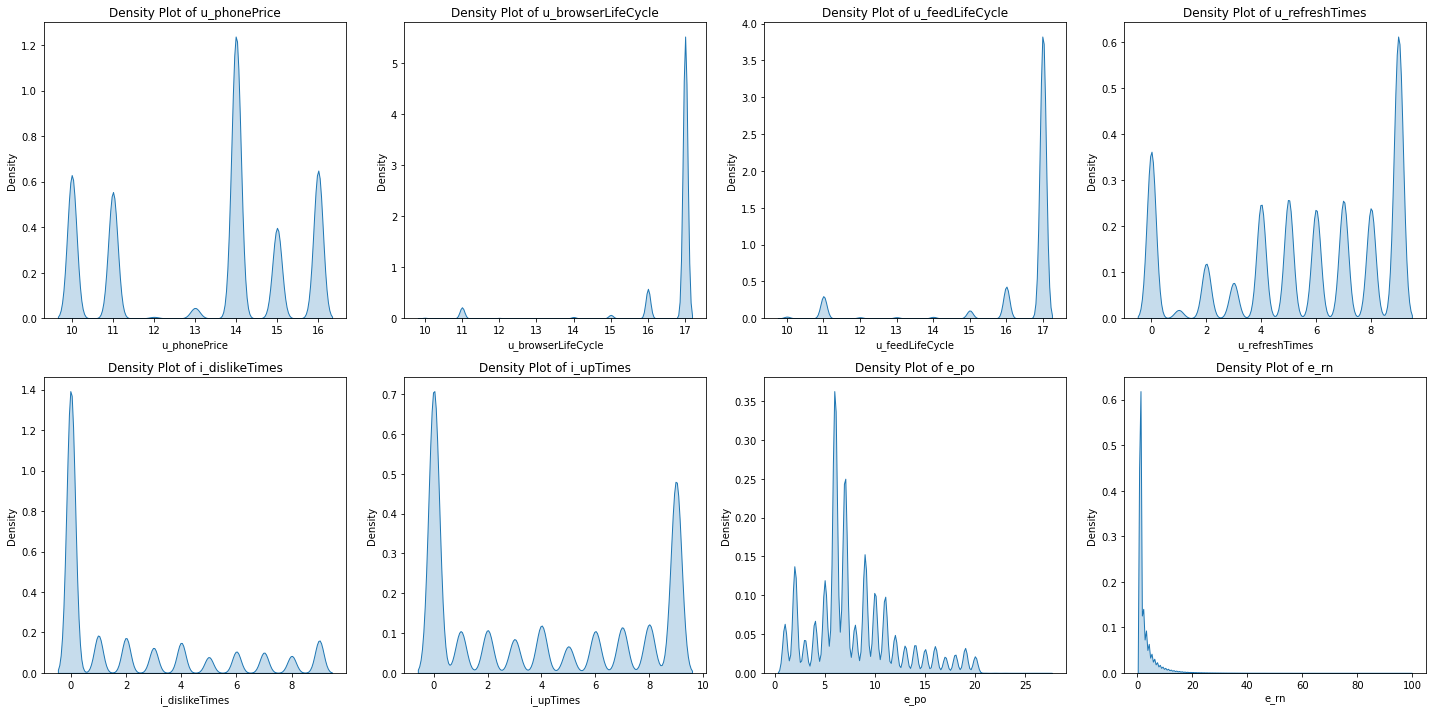 Density Plot of u_phonePrice
Density
1.2
1.0
0.8
0.6
0.4
0.2
0.0
10 11 12 13 14 15 16
u_phonePrice
Density Plot of u_browserLifeCycle
Density
5
4
3
2
1
0
10 11 12 13 14 15 16 17
u_browserLifeCycle
Density Plot of u_feedLifeCycle
Density
4.0
3.5
3.0
2.5
2.0
1.5
1.0
0.5
0.0
10 11 12 13 14 15 16 17
u_feedLifeCycle
Density Plot of u_refreshTimes
Density
0.6
0.5
0.4
0.3
0.2
0.1
0.0
0 2 4 6 8
u_refreshTimes
Density Plot of i_dislikeTimes
Density
1.4
1.2
1.0
0.8
0.6
0.4
0.2
0.0
0 2 4 6 8
i_dislikeTimes
Density Plot of i_upTimes
Density
0.7
0.6
0.5
0.4
0.3
0.2
0.1
0.0
0 2 4 6 8 10
i_upTimes
Density Plot of e_po
Density
0.35
0.30
0.25
0.20
0.15
0.10
0.05
0.00
0 5 10 15 20 25
e_po
Density Plot of e_rn
Density
0.6
0.5
0.4
0.3
0.2
0.1
0.0
0 20 40 60 80 100
e_rn